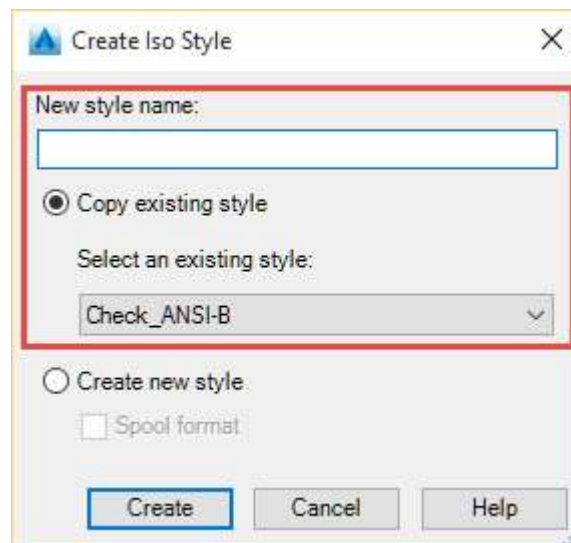 Create Iso Style
New style name:
Copy existing style
Select an existing style:
Check_ANSI-B
Create new style
Spool format
Create Cancel Help